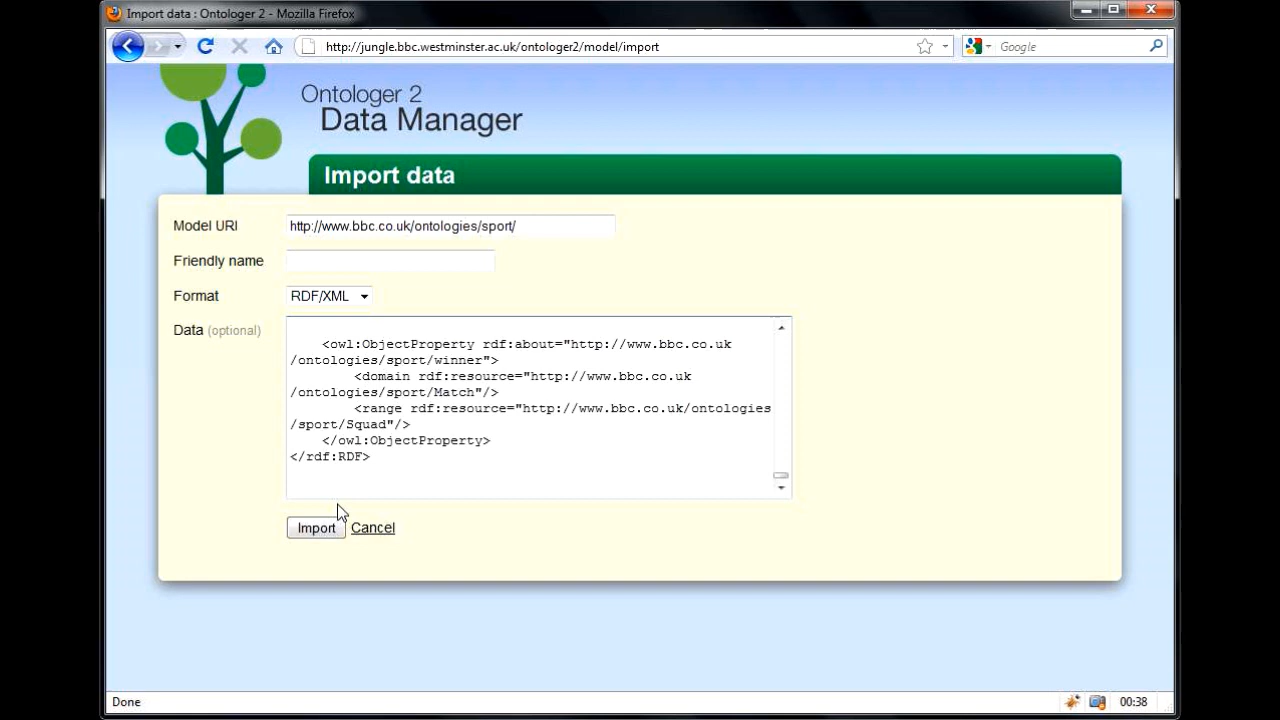 Import data : Ontologer 2 - Mozilla Firefox
http://jungle.bbc.westminster.ac.uk/ontologer2/model/import
Google
Ontologer 2
Data Manager
Import data
Model URI
http://www.bbc.co.uk/ontologies/sport/
Friendly name
Format
RDF/XML
Data (optional)
<owl:ObjectProperty rdf:about="http://www.bbc.co.uk
/ontologies/sport/winner">
<domain rdf:resource="http://www.bbc.co.uk
/ontologies/sport/Match"/>
<range rdf:resource="http://www.bbc.co.uk/ontologies
/sport/Squad"/>
</owl:ObjectProperty>
</rdf:RDF>
Import Cancel
Done
00:38